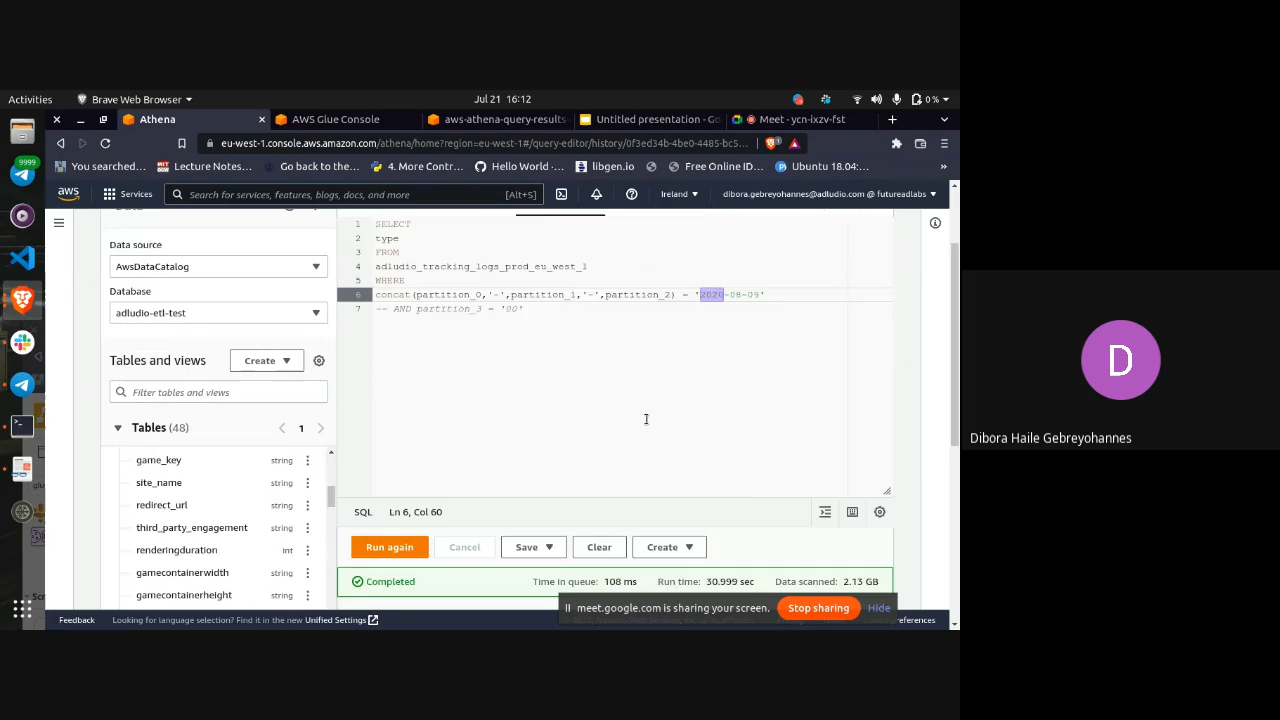 Activities
Brave Web Browser
Jul 21 16:12
0 %
Athena
AWS Glue Console
aws-athena-query-results-
Untitled presentation - Go
Meet - ycn-ixzv-fst
eu-west-1.console.aws.amazon.com/athena/home?region=eu-west-1#/query-editor/history/0f3ed34b-4be0-4485-bc5...
You searched...
Lecture Notes...
Go back to the...
4. More Contr...
Hello World · ...
libgen.io
Free Online ID...
Ubuntu 18.04:...
»
9999
aws
Services
Search for services, features, blogs, docs, and more
[Alt+S]
Ireland
dibora.gebreyohannes@adludio.com @ futureadlabs
Data source
AwsDataCatalog
Database
adludio-etl-test
Tables and views
Create
Filter tables and views
Tables (48)
1
game_key string
site_name string
redirect_url string
third_party_engagement string
renderingduration int
gamecontainerwidth string
gamecontainerheight string
1 SELECT
2 type
3 FROM
4 adludio_tracking_logs_prod_eu_west_1
5 WHERE
6 concat(partition_0,'-',partition_1,'-',partition_2) = '2020-08-09'
7 -- AND partition_3 = '00'
SQL Ln 6, Col 60
Run again
Cancel
Save
Clear
Create
Completed
Time in queue: 108 ms
Run time: 30.999 sec
Data scanned: 2.13 GB
meet.google.com is sharing your screen.
Stop sharing
Hide
Feedback
Looking for language selection? Find it in the new Unified Settings
eferences
D
Dibora Haile Gebreyohannes